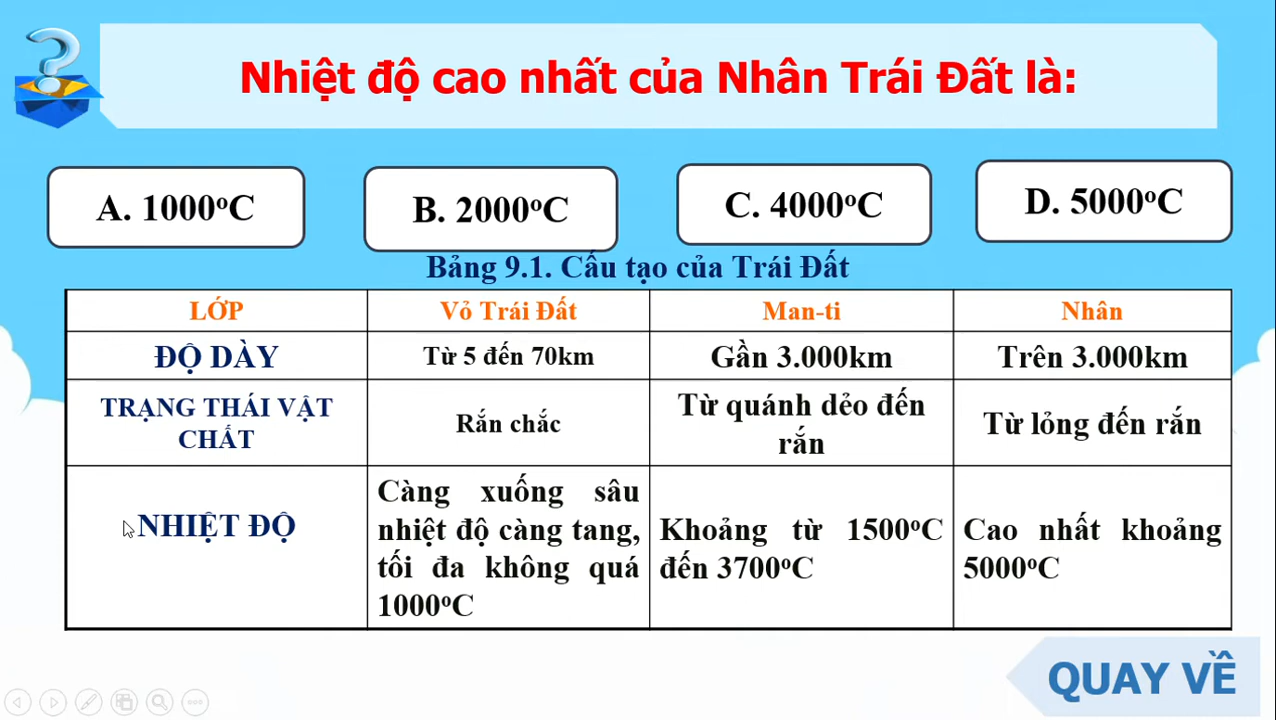 Nhiệt độ cao nhất của Nhân Trái Đất là:
A. 1000ºC
B. 2000ºC
C. 4000ºC
D. 5000ºC
Bảng 9.1. Cấu tạo của Trái Đất
LỚP
Vỏ Trái Đất
Man-ti
Nhân
ĐỘ DÀY
Từ 5 đến 70km
Gần 3.000km
Trên 3.000km
TRẠNG THÁI VẬT
CHẤT
Rắn chắc
Từ quánh dẻo đến
rắn
Từ lỏng đến rắn
NHIỆT ĐỘ
Càng xuống sâu
nhiệt độ càng tang,
tối đa không quá
1000ºC
Khoảng từ 1500ºC
đến 3700ºC
Cao nhất khoảng
5000ºC
QUAY VỀ